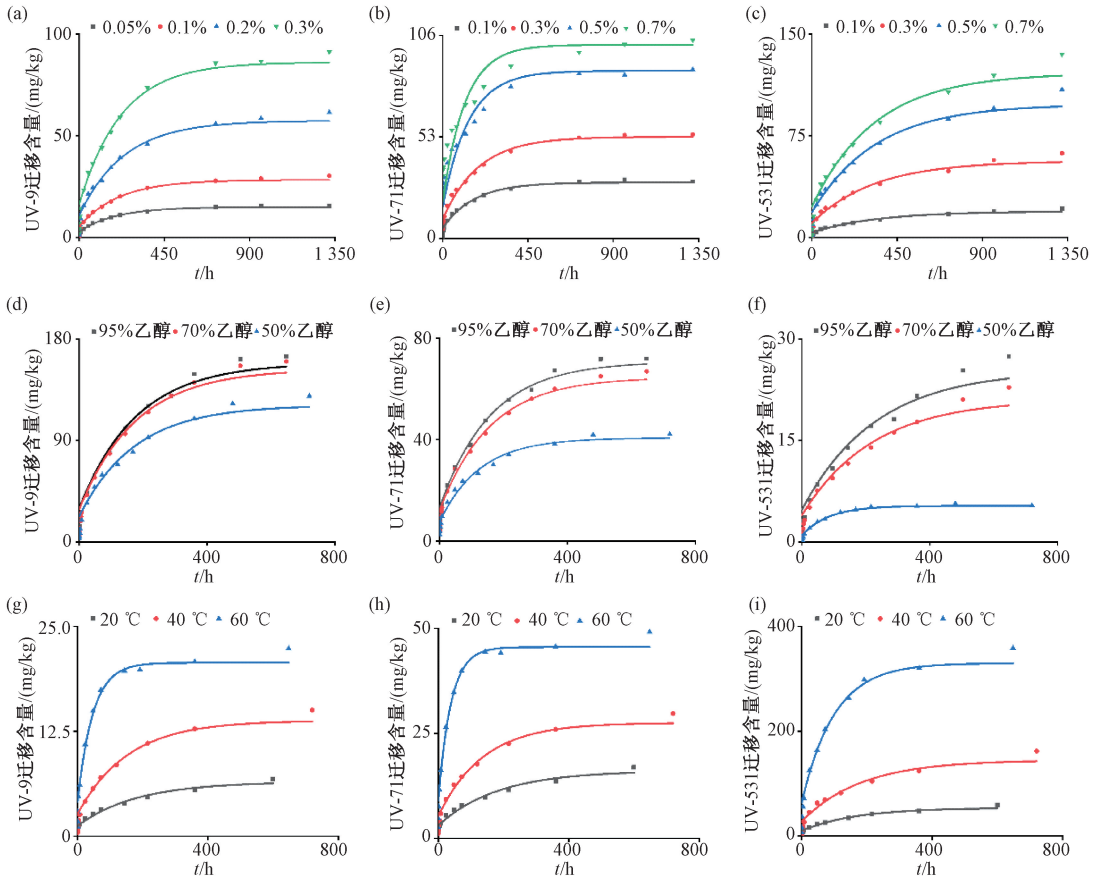 (a)
0.05% 0.1% 0.2% 0.3%
100
50
0
UV-9迁移含量/(mg/kg)
0 450 900 1 350
t/h
(b)
0.1% 0.3% 0.5% 0.7%
106
53
0
UV-71迁移含量/(mg/kg)
0 450 900 1 350
t/h
(c)
0.1% 0.3% 0.5% 0.7%
150
75
0
UV-531迁移含量/(mg/kg)
0 450 900 1 350
t/h
(d)
95%乙醇 70%乙醇 50%乙醇
180
90
0
UV-9迁移含量/(mg/kg)
0 400 800
t/h
(e)
95%乙醇 70%乙醇 50%乙醇
80
40
0
UV-71迁移含量/(mg/kg)
0 400 800
t/h
(f)
95%乙醇 70%乙醇 50%乙醇
30
15
0
UV-531迁移含量/(mg/kg)
0 400 800
t/h
(g)
20 ℃ 40 ℃ 60 ℃
25.0
12.5
0
UV-9迁移含量/(mg/kg)
0 400 800
t/h
(h)
20 ℃ 40 ℃ 60 ℃
50
25
0
UV-71迁移含量/(mg/kg)
0 400 800
t/h
(i)
20 ℃ 40 ℃ 60 ℃
400
200
0
UV-531迁移含量/(mg/kg)
0 400 800
t/h